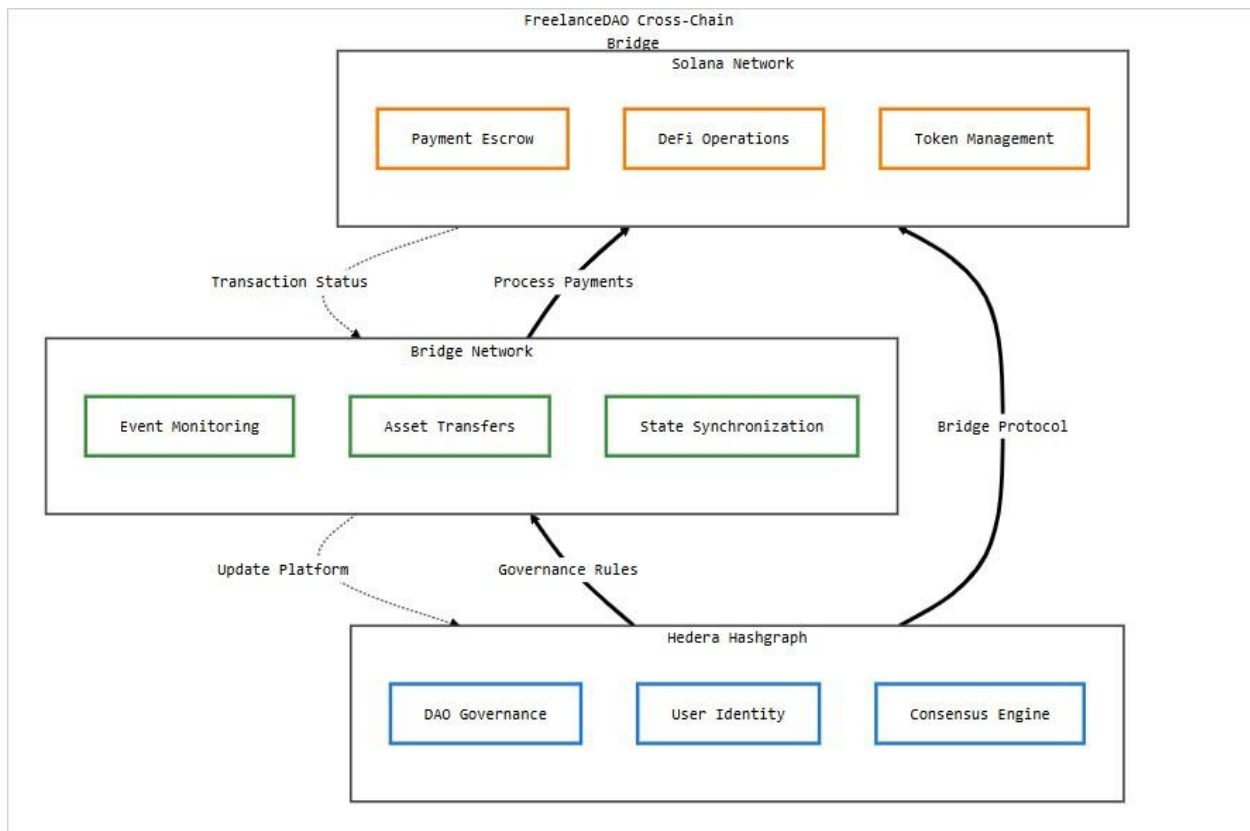 FreelanceDAO Cross-Chain
Bridge
Solana Network
Payment Escrow
DeFi Operations
Token Management
Transaction Status
Process Payments
Bridge Network
Event Monitoring
Asset Transfers
State Synchronization
Bridge Protocol
Update Platform
Governance Rules
Hedera Hashgraph
DAO Governance
User Identity
Consensus Engine